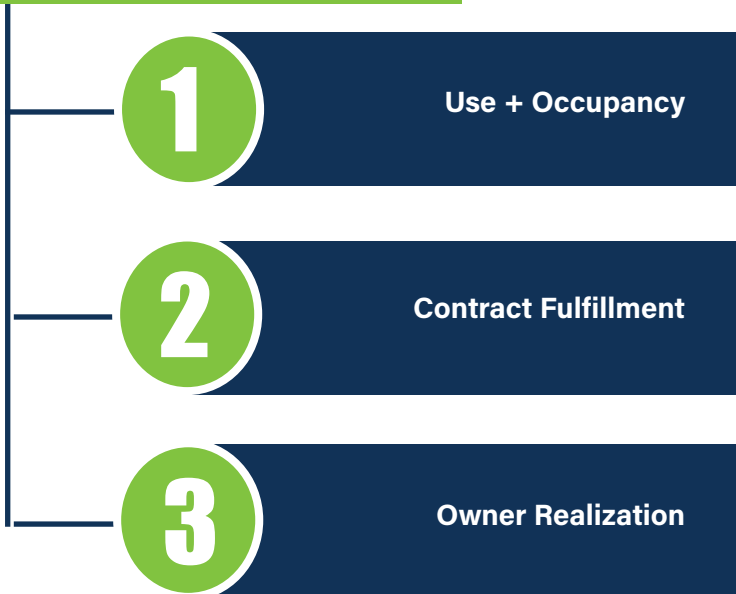 1
Use + Occupancy
2
Contract Fulfillment
3
Owner Realization